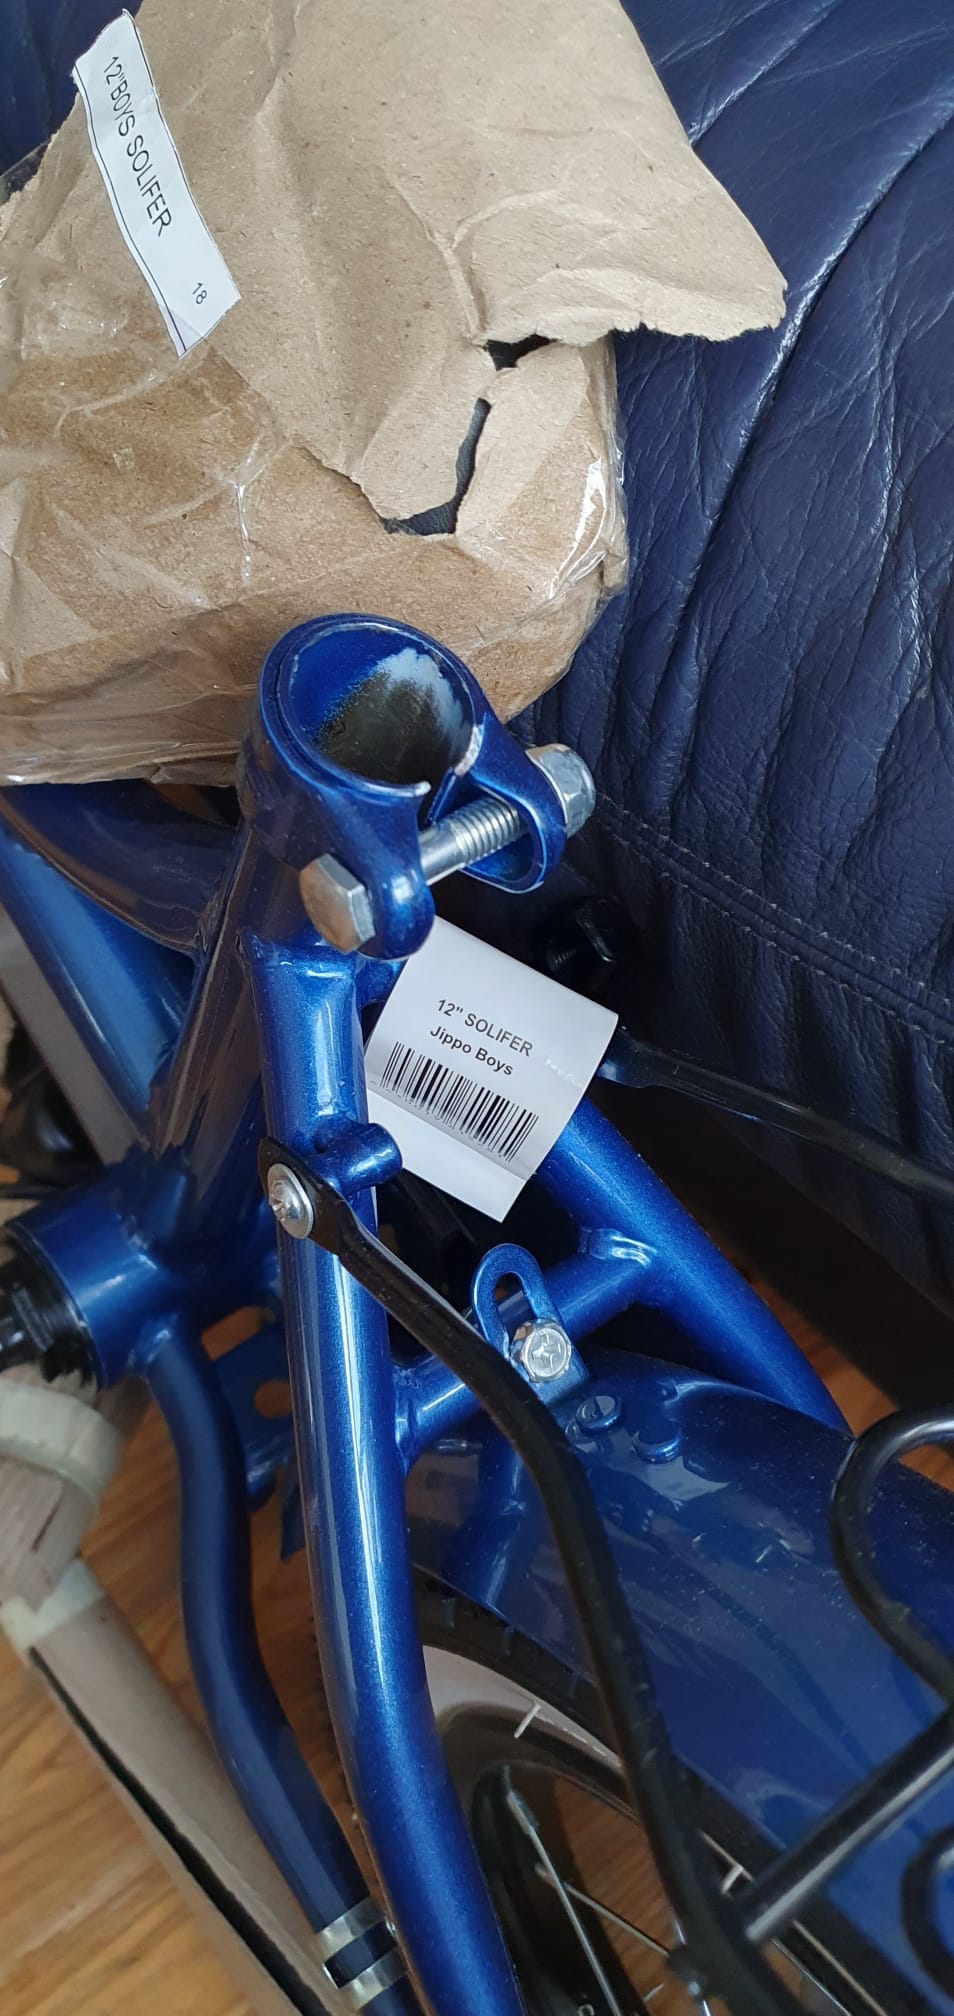 12"BOYS SOLIFER
18
12" SOLIFER
Jippo Boys